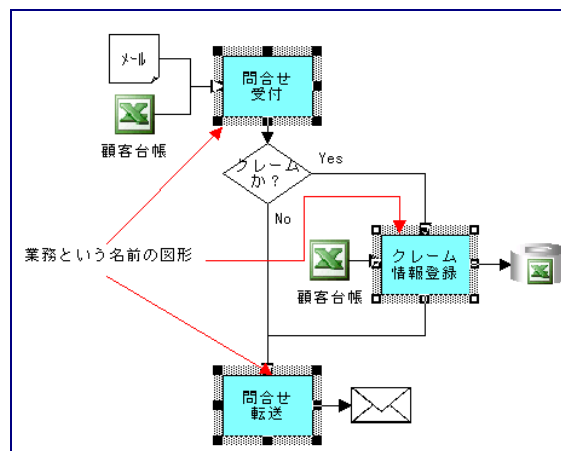 メール
問合せ
受付
顧客台帳
クレーム
か？
Yes
No
業務という名前の図形
クレーム
情報登録
顧客台帳
問合せ
転送